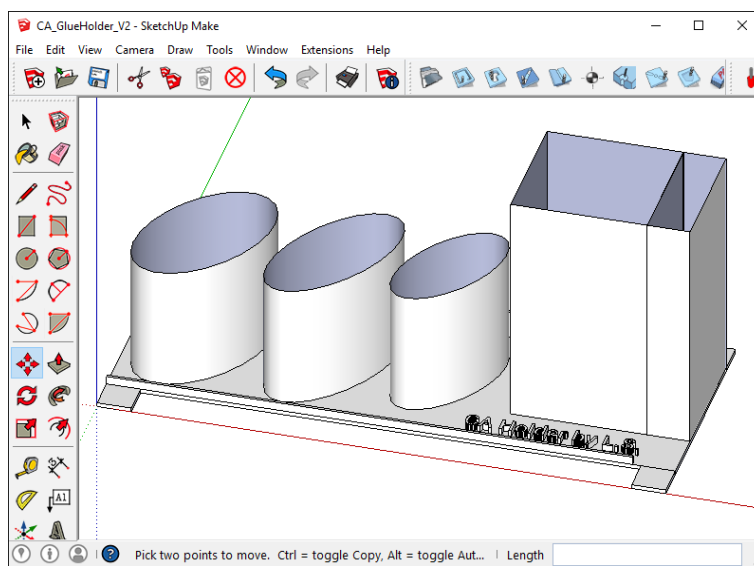 CA_GlueHolder_V2 - SketchUp Make
File Edit View Camera Draw Tools Window Extensions Help
A1
Pick two points to move. Ctrl = toggle Copy, Alt = toggle Aut... Length